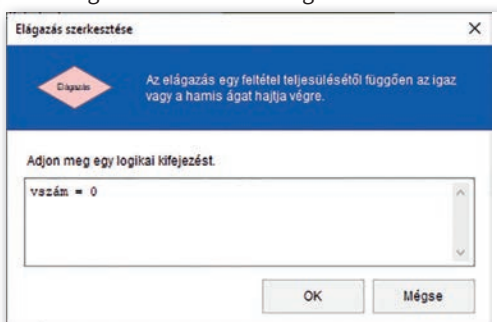 Elágazás szerkesztése
Elágazás
Az elágazás egy feltétel teljesülésétől függően az igaz
vagy a hamis ágat hajtja végre.
Adjon meg egy logikai kifejezést.
vszám = 0
OK
Mégse